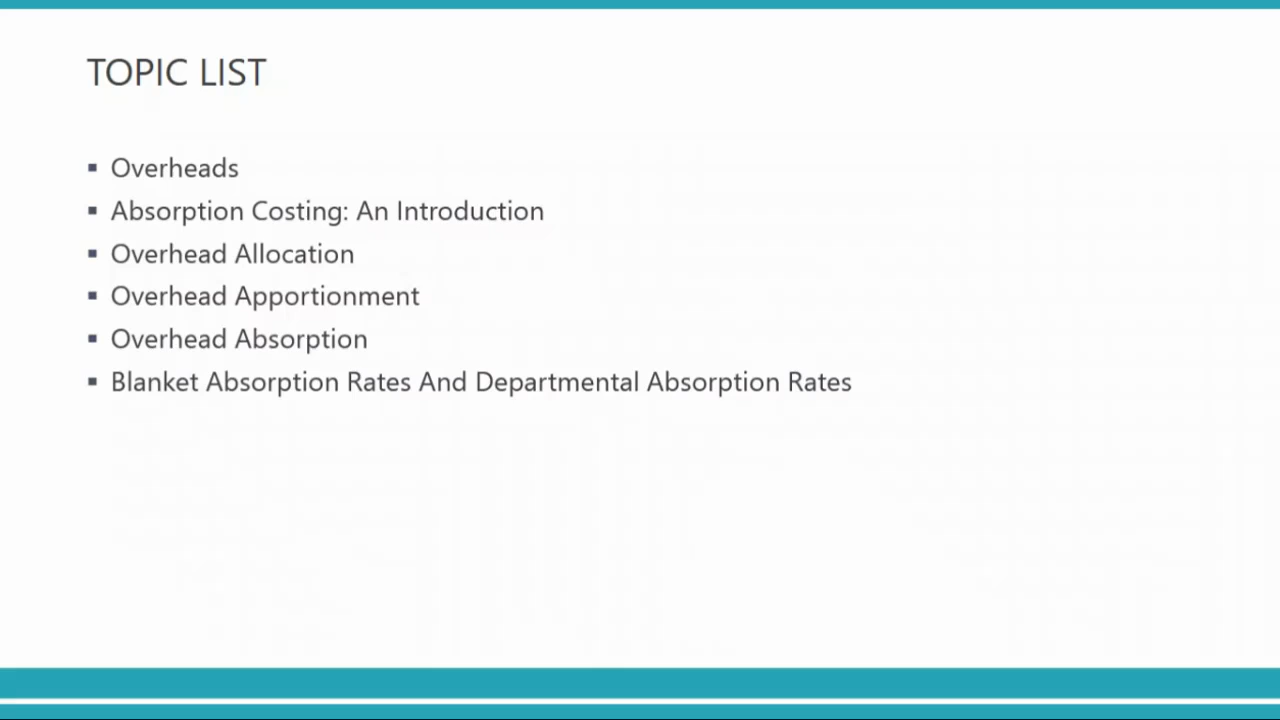 TOPIC LIST
▪ Overheads
▪ Absorption Costing: An Introduction
▪ Overhead Allocation
▪ Overhead Apportionment
▪ Overhead Absorption
▪ Blanket Absorption Rates And Departmental Absorption Rates